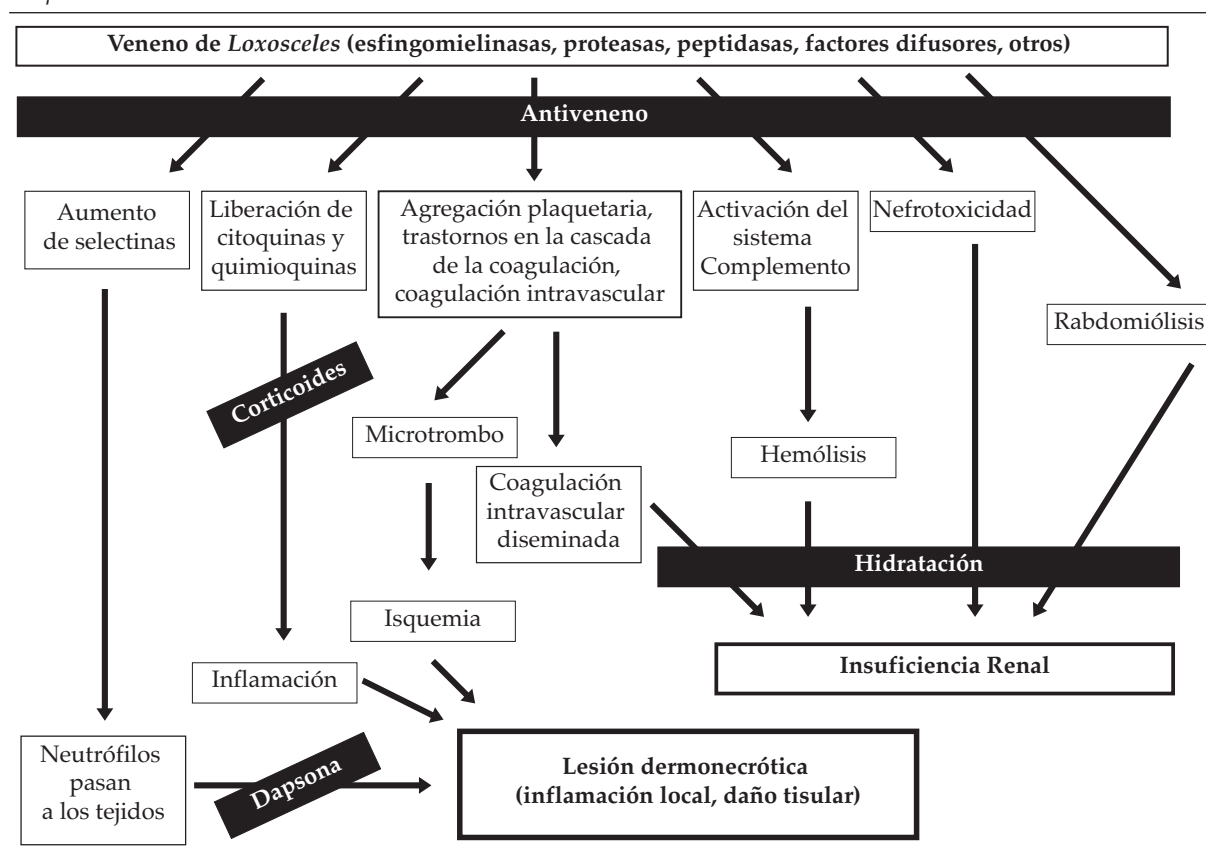 Veneno de Loxosceles (esfingomielinasas, proteasas, peptidasas, factores difusores, otros)
Antiveneno
Aumento
de selectinas
Liberación de
citoquinas y
quimioquinas
Agregación plaquetaria,
trastornos en la cascada
de la coagulación,
coagulación intravascular
Activación del
sistema
Complemento
Nefrotoxicidad
Rabdomiólisis
Corticoides
Microtrombo
Hemólisis
Coagulación
intravascular
diseminada
Hidratación
Isquemia
Insuficiencia Renal
Inflamación
Neutrófilos
pasan
a los tejidos
Dapsona
Lesión dermonecrótica
(inflamación local, daño tisular)